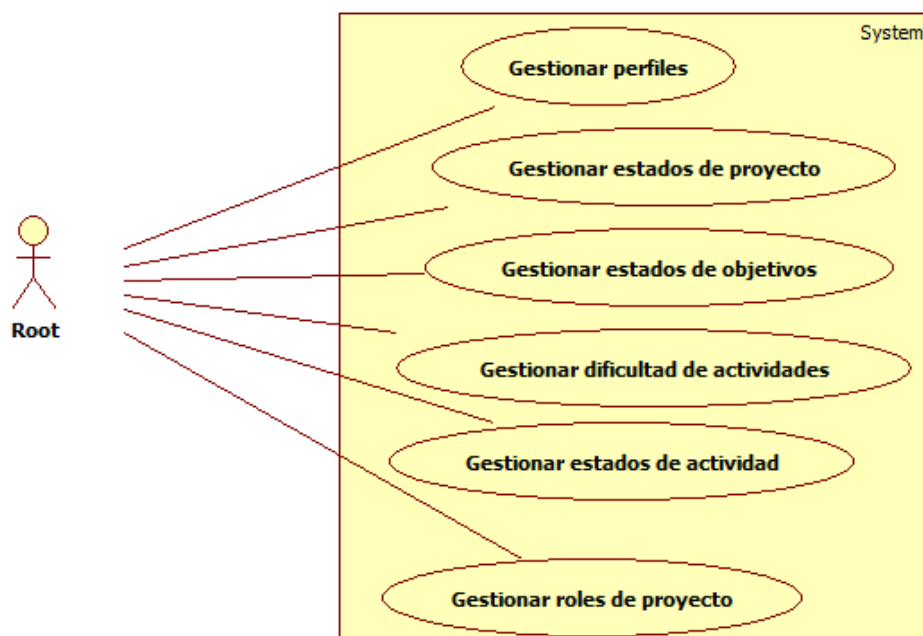 System
Gestionar perfiles
Gestionar estados de proyecto
Gestionar estados de objetivos
Root
Gestionar dificultad de actividades
Gestionar estados de actividad
Gestionar roles de proyecto